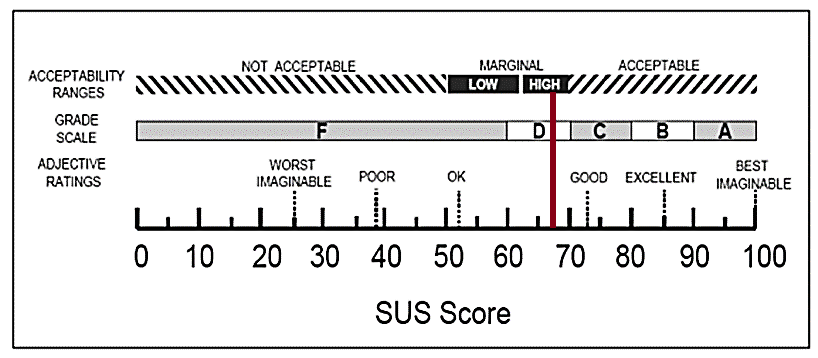 NOT ACCEPTABLE MARGINAL ACCEPTABLE
ACCEPTABILITY
RANGES
LOW HIGH
GRADE
SCALE
F D C B A
ADJECTIVE
RATINGS
WORST
IMAGINABLE
POOR OK GOOD EXCELLENT
BEST
IMAGINABLE
0 10 20 30 40 50 60 70 80 90 100
SUS Score